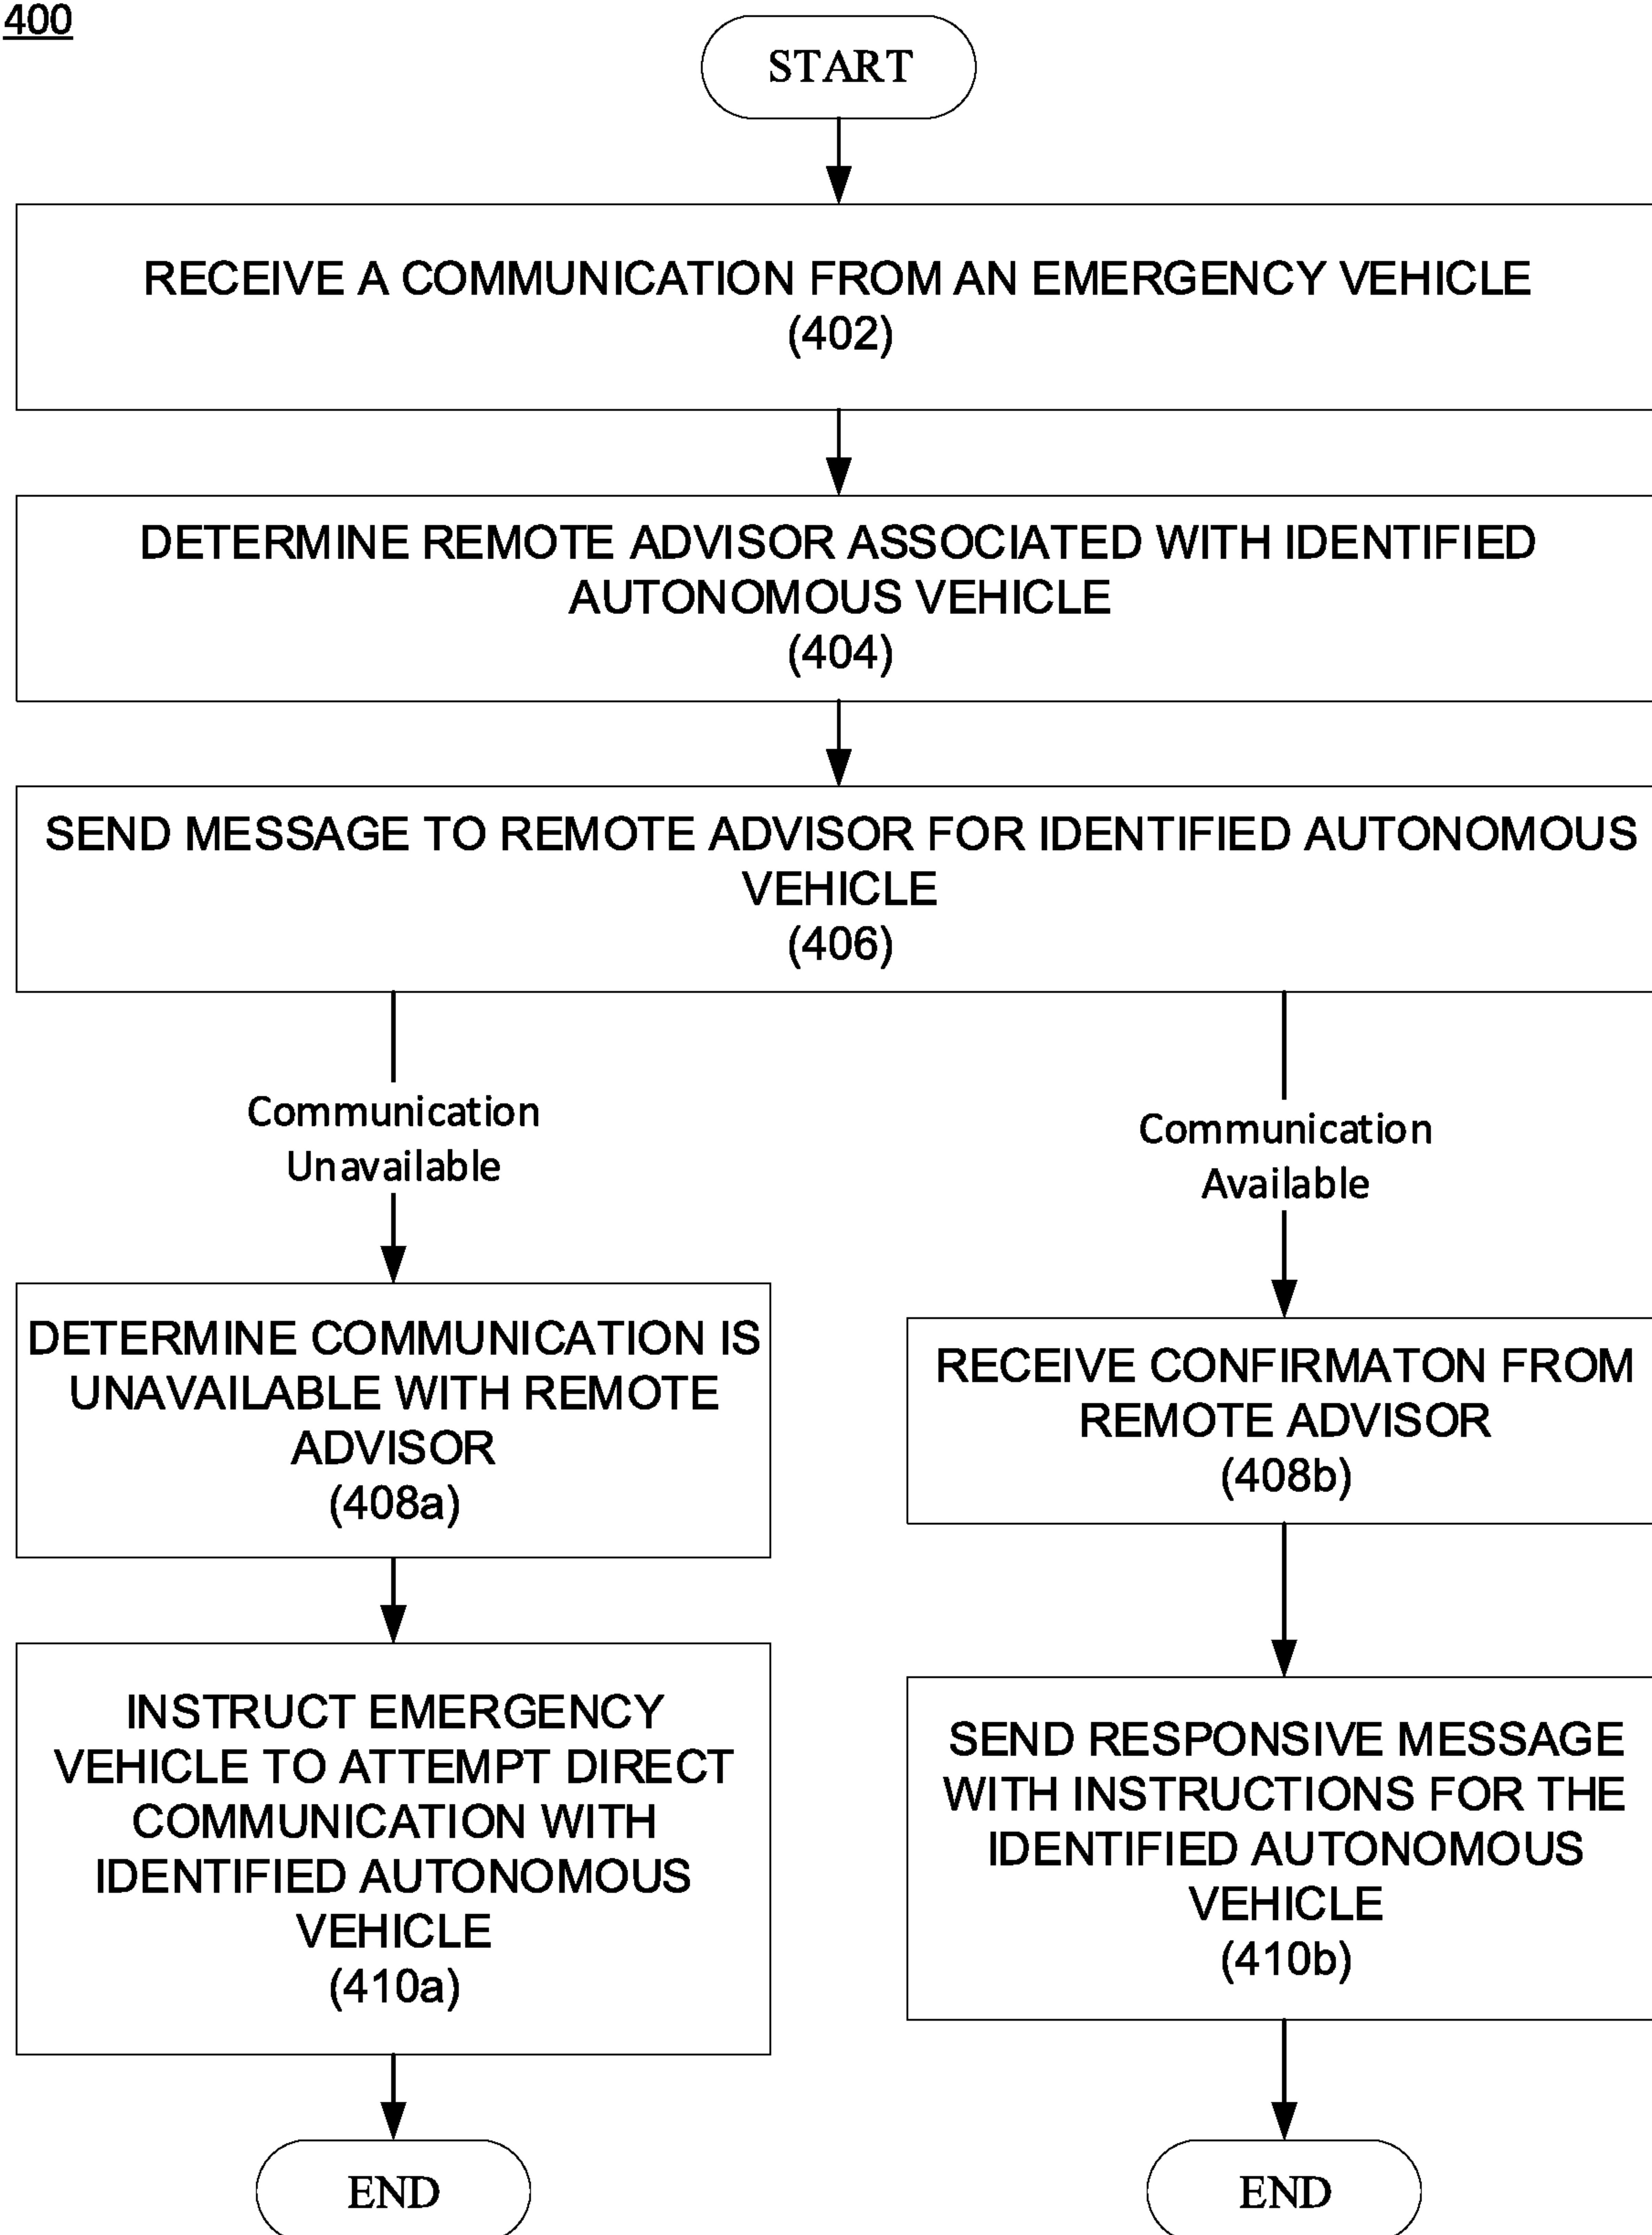 400
START
RECEIVE A COMMUNICATION FROM AN EMERGENCY VEHICLE
(402)
DETERMINE REMOTE ADVISOR ASSOCIATED WITH IDENTIFIED
AUTONOMOUS VEHICLE
(404)
SEND MESSAGE TO REMOTE ADVISOR FOR IDENTIFIED AUTONOMOUS
VEHICLE
(406)
Communication
Unavailable
DETERMINE COMMUNICATION IS
UNAVAILABLE WITH REMOTE
ADVISOR
(408a)
INSTRUCT EMERGENCY
VEHICLE TO ATTEMPT DIRECT
COMMUNICATION WITH
IDENTIFIED AUTONOMOUS
VEHICLE
(410a)
END
Communication
Available
RECEIVE CONFIRMATON FROM
REMOTE ADVISOR
(408b)
SEND RESPONSIVE MESSAGE
WITH INSTRUCTIONS FOR THE
IDENTIFIED AUTONOMOUS
VEHICLE
(410b)
END